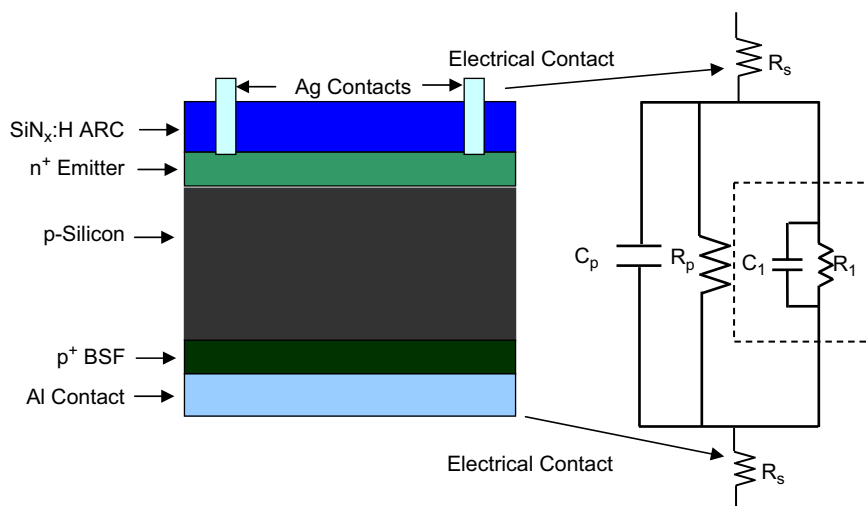 Electrical Contact
R_s
Ag Contacts
SiN_x:H ARC
n⁺ Emitter
p-Silicon
C_p
R_p
C_1
R_1
p⁺ BSF
Al Contact
Electrical Contact
R_s